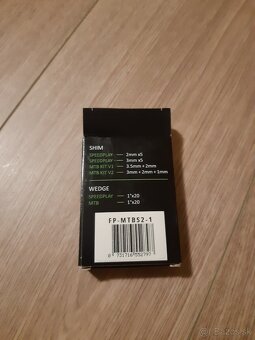 SHIM
SPEEDPLAY — 2mm x5
SPEEDPLAY — 3mm x5
MTB KIT V1 — 3.5mm + 2mm
MTB KIT V2 — 3mm + 2mm + 1mm
WEDGE
SPEEDPLAY — 1°x20
MTB — 1°x20
FP-MTB52-1